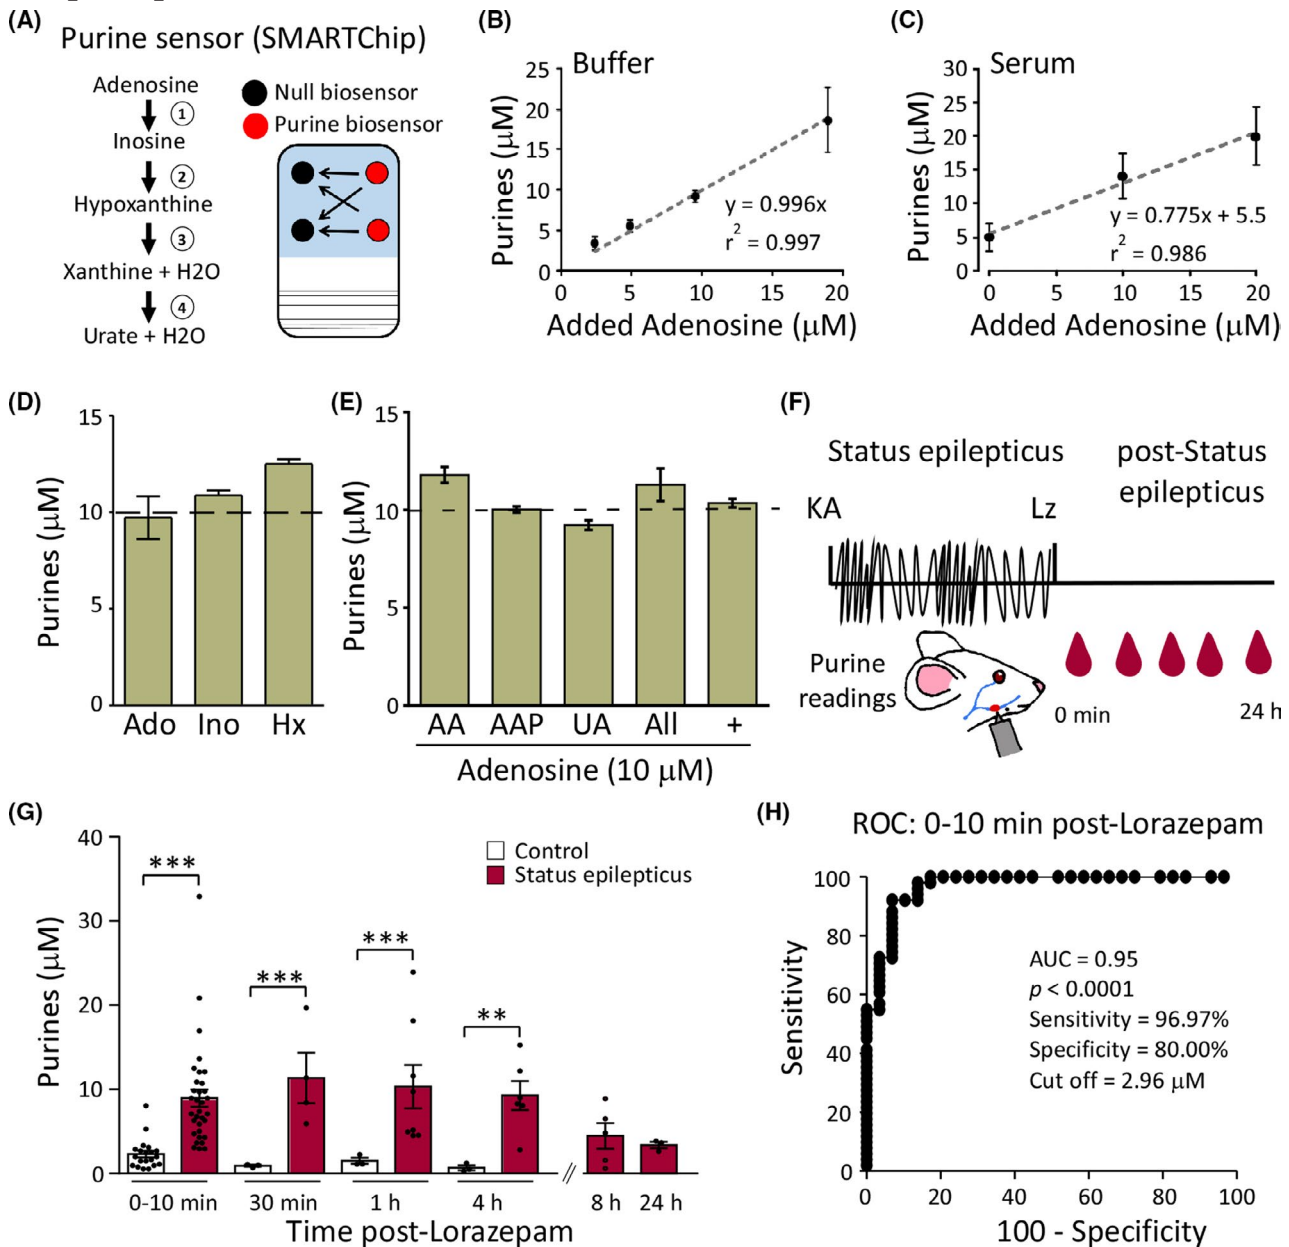 (A)
Purine sensor (SMARTChip)
Adenosine
1
Inosine
2
Hypoxanthine
3
Xanthine + H2O
4
Urate + H2O
Null biosensor
Purine biosensor
(B)
Buffer
Purines (μM)
25
20
15
10
5
0
y = 0.996x
r² = 0.997
0 5 10 15 20
Added Adenosine (μM)
(C)
Serum
Purines (μM)
30
25
20
15
10
5
0
y = 0.775x + 5.5
r² = 0.986
0 5 10 15 20
Added Adenosine (μM)
(D)
Purines (μM)
15
10
5
0
Ado Ino Hx
(E)
Purines (μM)
15
10
5
0
AA AAP UA All +
Adenosine (10 μM)
(F)
Status epilepticus
post-Status
epilepticus
KA
Lz
Purine
readings
0 min
24 h
(G)
Purines (μM)
40
30
20
10
0
Control
Status epilepticus
***
***
***
**
0-10 min 30 min 1 h 4 h // 8 h 24 h
Time post-Lorazepam
(H)
ROC: 0-10 min post-Lorazepam
Sensitivity
100
80
60
40
20
0
AUC = 0.95
p < 0.0001
Sensitivity = 96.97%
Specificity = 80.00%
Cut off = 2.96 μM
0 20 40 60 80 100
100 - Specificity